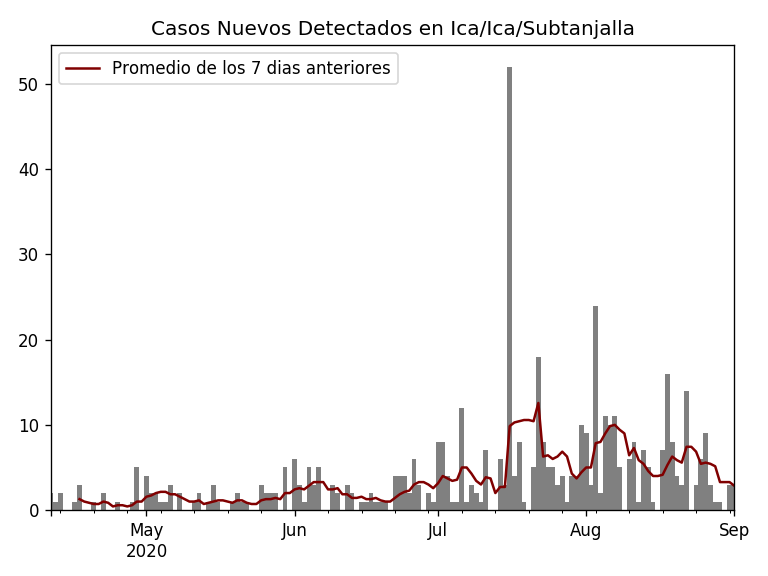 Casos Nuevos Detectados en Ica/Ica/Subtanjalla
Promedio de los 7 dias anteriores
50
40
30
20
10
0
May Jun Jul Aug Sep
2020